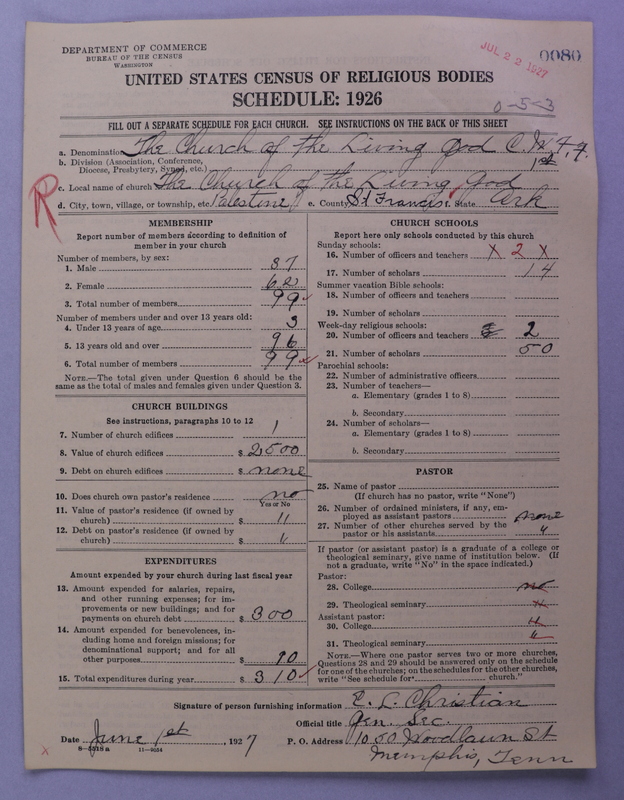 DEPARTMENT OF COMMERCE
BUREAU OF THE CENSUS
WASHINGTON
JUL 22 1927
0080
UNITED STATES CENSUS OF RELIGIOUS BODIES
SCHEDULE: 1926
0-5-3
FILL OUT A SEPARATE SCHEDULE FOR EACH CHURCH. SEE INSTRUCTIONS ON THE BACK OF THIS SHEET
a. Denomination The Church of the Living God C. W. F. F.
b. Division (Association, Conference, Diocese, Presbytery, Synod, etc.) 1st
c. Local name of church The Church of the Living God
d. City, town, village, or township, etc. Palestine e. County St Francis f. State Ark
R
MEMBERSHIP
Report number of members according to definition of
member in your church
Number of members, by sex:
1. Male 37
2. Female 62
3. Total number of members 99
Number of members under and over 13 years old:
4. Under 13 years of age 3
5. 13 years old and over 96
6. Total number of members 99
NOTE.—The total given under Question 6 should be
same as the total of males and females given under Question 3.
CHURCH BUILDINGS
See instructions, paragraphs 10 to 12
7. Number of church edifices 1
8. Value of church edifices $ 2500
9. Debt on church edifices $ none
10. Does church own pastor's residence no
Yes or No
11. Value of pastor's residence (if owned by
church) $ "
12. Debt on pastor's residence (if owned by
church) $ "
EXPENDITURES
Amount expended by your church during last fiscal year
13. Amount expended for salaries, repairs,
and other running expenses; for im-
provements or new buildings; and for
payments on church debt $ 300
14. Amount expended for benevolences, in-
cluding home and foreign missions; for
denominational support; and for all
other purposes $ 10
15. Total expenditures during year $ 310
CHURCH SCHOOLS
Report here only schools conducted by this church
Sunday schools:
16. Number of officers and teachers X 2 X
17. Number of scholars 14
Summer vacation Bible schools:
18. Number of officers and teachers
19. Number of scholars
Week-day religious schools:
20. Number of officers and teachers 2
21. Number of scholars 50
Parochial schools:
22. Number of administrative officers
23. Number of teachers—
a. Elementary (grades 1 to 8)
b. Secondary
24. Number of scholars—
a. Elementary (grades 1 to 8)
b. Secondary
PASTOR
25. Name of pastor
(If church has no pastor, write "None")
26. Number of ordained ministers, if any, em-
ployed as assistant pastors none
27. Number of other churches served by the
pastor or his assistants "
If pastor (or assistant pastor) is a graduate of a college or
theological seminary, give name of institution below. (If
not a graduate, write "No" in the space indicated.)
Pastor:
28. College no
29. Theological seminary "
Assistant pastor:
30. College "
31. Theological seminary "
NOTE.—Where one pastor serves two or more churches,
Questions 28 and 29 should be answered only on the schedule
for one of the churches; on the schedules for the other churches,
write "See schedule for church."
Signature of person furnishing information E. L. Christian
Official title Gen. Sec.
Date June 1st, 1927 P. O. Address 1050 Woodlawn St
Memphis, Tenn
8-5518a 11-9054
x